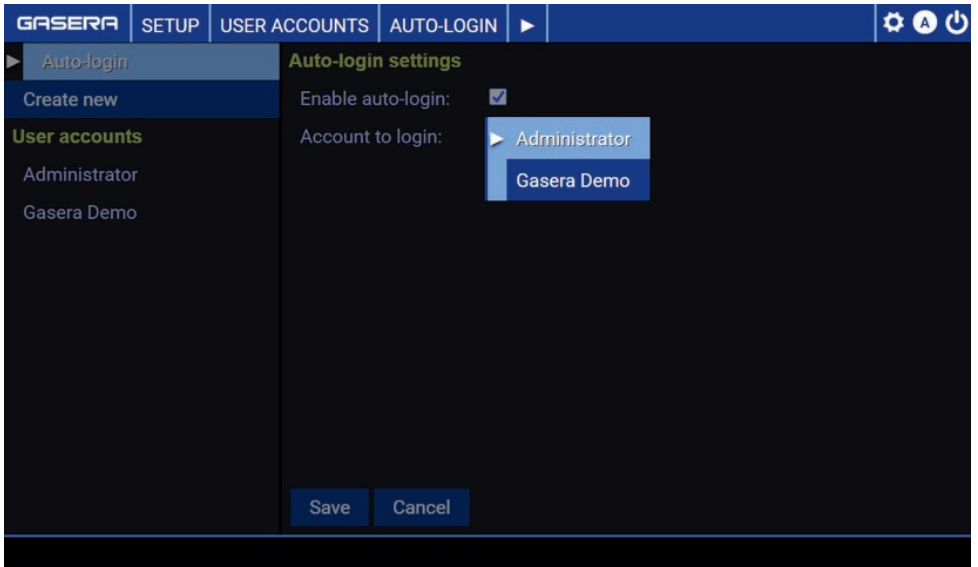 GASERA SETUP USER ACCOUNTS AUTO-LOGIN A
Auto-login
Create new
User accounts
Administrator
Gasera Demo
Auto-login settings
Enable auto-login:
Account to login:
Administrator
Gasera Demo
Save Cancel